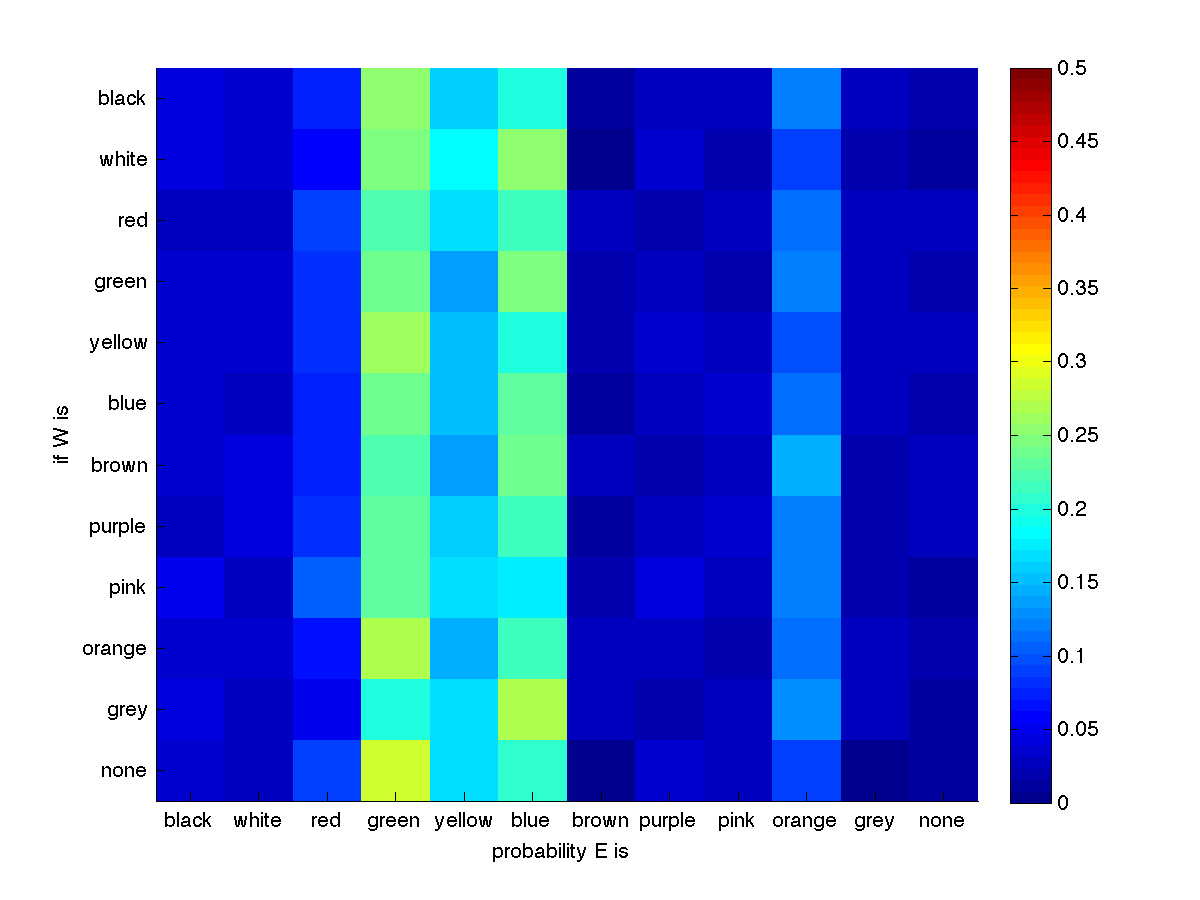 black
white
red
green
yellow
blue
brown
purple
pink
orange
grey
none
if W is
black white red green yellow blue brown purple pink orange grey none
probability E is
0.5
0.45
0.4
0.35
0.3
0.25
0.2
0.15
0.1
0.05
0